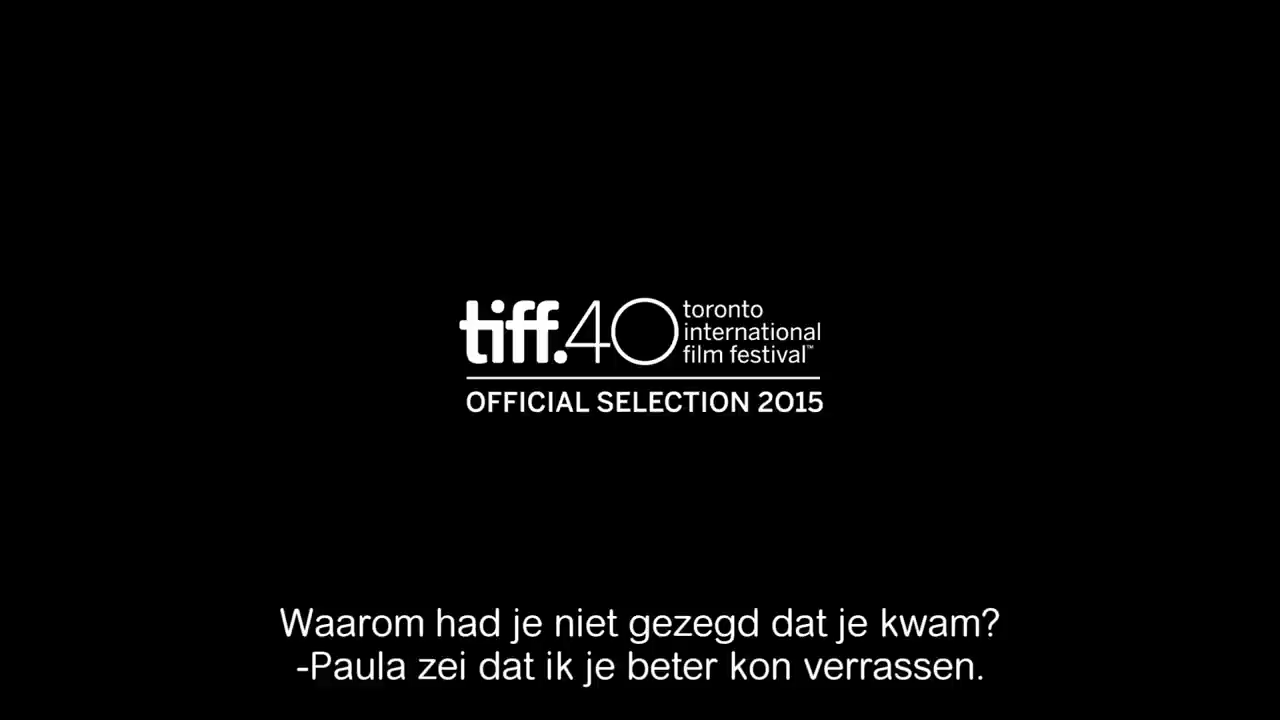 tiff.40 toronto
international
film festival™
OFFICIAL SELECTION 2015
Waarom had je niet gezegd dat je kwam?
-Paula zei dat ik je beter kon verrassen.